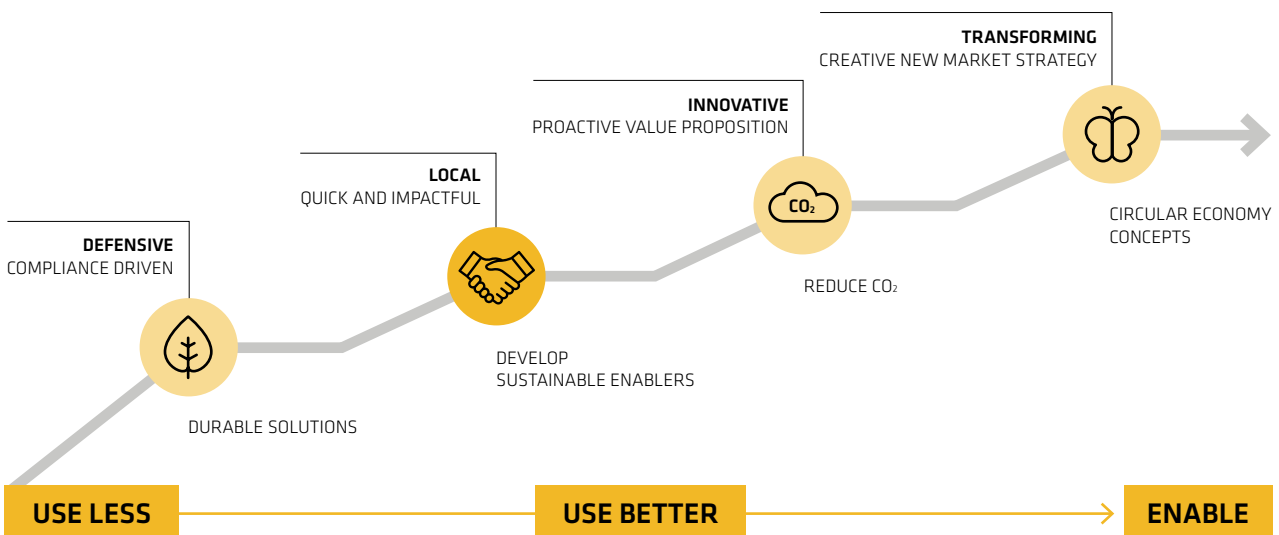 TRANSFORMING
CREATIVE NEW MARKET STRATEGY
INNOVATIVE
PROACTIVE VALUE PROPOSITION
LOCAL
QUICK AND IMPACTFUL
DEFENSIVE
COMPLIANCE DRIVEN
CO₂
CIRCULAR ECONOMY
CONCEPTS
REDUCE CO₂
DEVELOP
SUSTAINABLE ENABLERS
DURABLE SOLUTIONS
USE LESS
USE BETTER
ENABLE